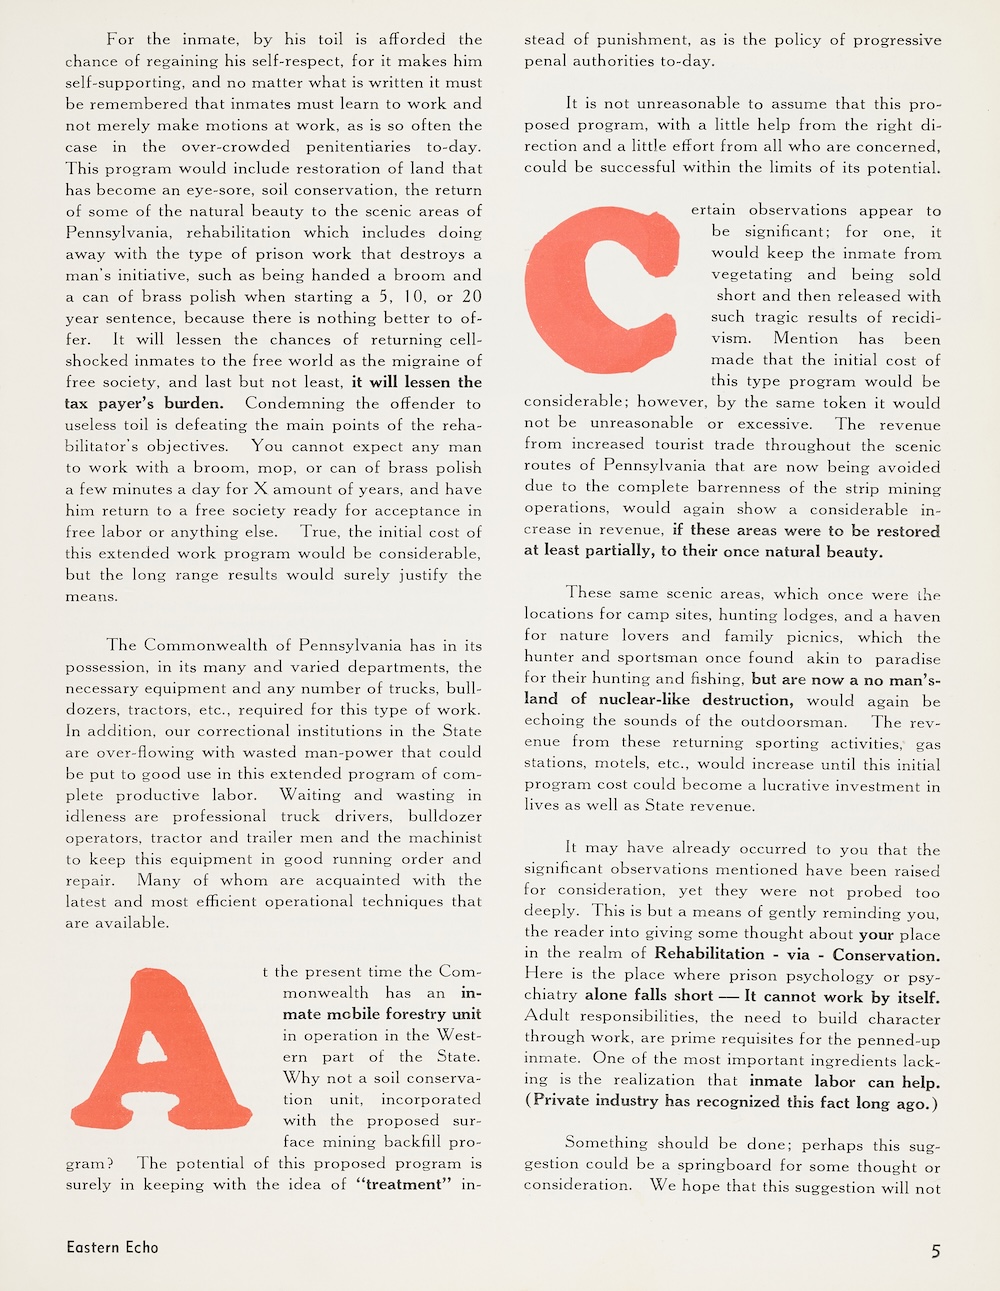 For the inmate, by his toil is afforded the
chance of regaining his self-respect, for it makes him
self-supporting, and no matter what is written it must
be remembered that inmates must learn to work and
not merely make motions at work, as is so often the
case in the over-crowded penitentiaries to-day.
This program would include restoration of land that
has become an eye-sore, soil conservation, the return
of some of the natural beauty to the scenic areas of
Pennsylvania, rehabilitation which includes doing
away with the type of prison work that destroys a
man's initiative, such as being handed a broom and
a can of brass polish when starting a 5, 10, or 20
year sentence, because there is nothing better to of-
fer. It will lessen the chances of returning cell-
shocked inmates to the free world as the migraine of
free society, and last but not least, it will lessen the
tax payer's burden. Condemning the offender to
useless toil is defeating the main points of the reha-
bilitator's objectives. You cannot expect any man
to work with a broom, mop, or can of brass polish
a few minutes a day for X amount of years, and have
him return to a free society ready for acceptance in
free labor or anything else. True, the initial cost of
this extended work program would be considerable,
but the long range results would surely justify the
means.
The Commonwealth of Pennsylvania has in its
possession, in its many and varied departments, the
necessary equipment and any number of trucks, bull-
dozers, tractors, etc., required for this type of work.
In addition, our correctional institutions in the State
are over-flowing with wasted man-power that could
be put to good use in this extended program of com-
plete productive labor. Waiting and wasting in
idleness are professional truck drivers, bulldozer
operators, tractor and trailer men and the machinist
to keep this equipment in good running order and
repair. Many of whom are acquainted with the
latest and most efficient operational techniques that
are available.
At the present time the Com-
monwealth has an in-
mate mobile forestry unit
in operation in the West-
ern part of the State.
Why not a soil conserva-
tion unit, incorporated
with the proposed sur-
face mining backfill pro-
gram? The potential of this proposed program is
surely in keeping with the idea of "treatment" in-
stead of punishment, as is the policy of progressive
penal authorities to-day.
It is not unreasonable to assume that this pro-
posed program, with a little help from the right di-
rection and a little effort from all who are concerned,
could be successful within the limits of its potential.
Certain observations appear to
be significant; for one, it
would keep the inmate from
vegetating and being sold
short and then released with
such tragic results of recidi-
vism. Mention has been
made that the initial cost of
this type program would be
considerable; however, by the same token it would
not be unreasonable or excessive. The revenue
from increased tourist trade throughout the scenic
routes of Pennsylvania that are now being avoided
due to the complete barrenness of the strip mining
operations, would again show a considerable in-
crease in revenue, if these areas were to be restored
at least partially, to their once natural beauty.
These same scenic areas, which once were the
locations for camp sites, hunting lodges, and a haven
for nature lovers and family picnics, which the
hunter and sportsman once found akin to paradise
for their hunting and fishing, but are now a no man's-
land of nuclear-like destruction, would again be
echoing the sounds of the outdoorsman. The rev-
enue from these returning sporting activities, gas
stations, motels, etc., would increase until this initial
program cost could become a lucrative investment in
lives as well as State revenue.
It may have already occurred to you that the
significant observations mentioned have been raised
for consideration, yet they were not probed too
deeply. This is but a means of gently reminding you,
the reader into giving some thought about your place
in the realm of Rehabilitation - via - Conservation.
Here is the place where prison psychology or psy-
chiatry alone falls short — It cannot work by itself.
Adult responsibilities, the need to build character
through work, are prime requisites for the penned-up
inmate. One of the most important ingredients lack-
ing is the realization that inmate labor can help.
(Private industry has recognized this fact long ago.)
Something should be done; perhaps this sug-
gestion could be a springboard for some thought or
consideration. We hope that this suggestion will not
Eastern Echo
5